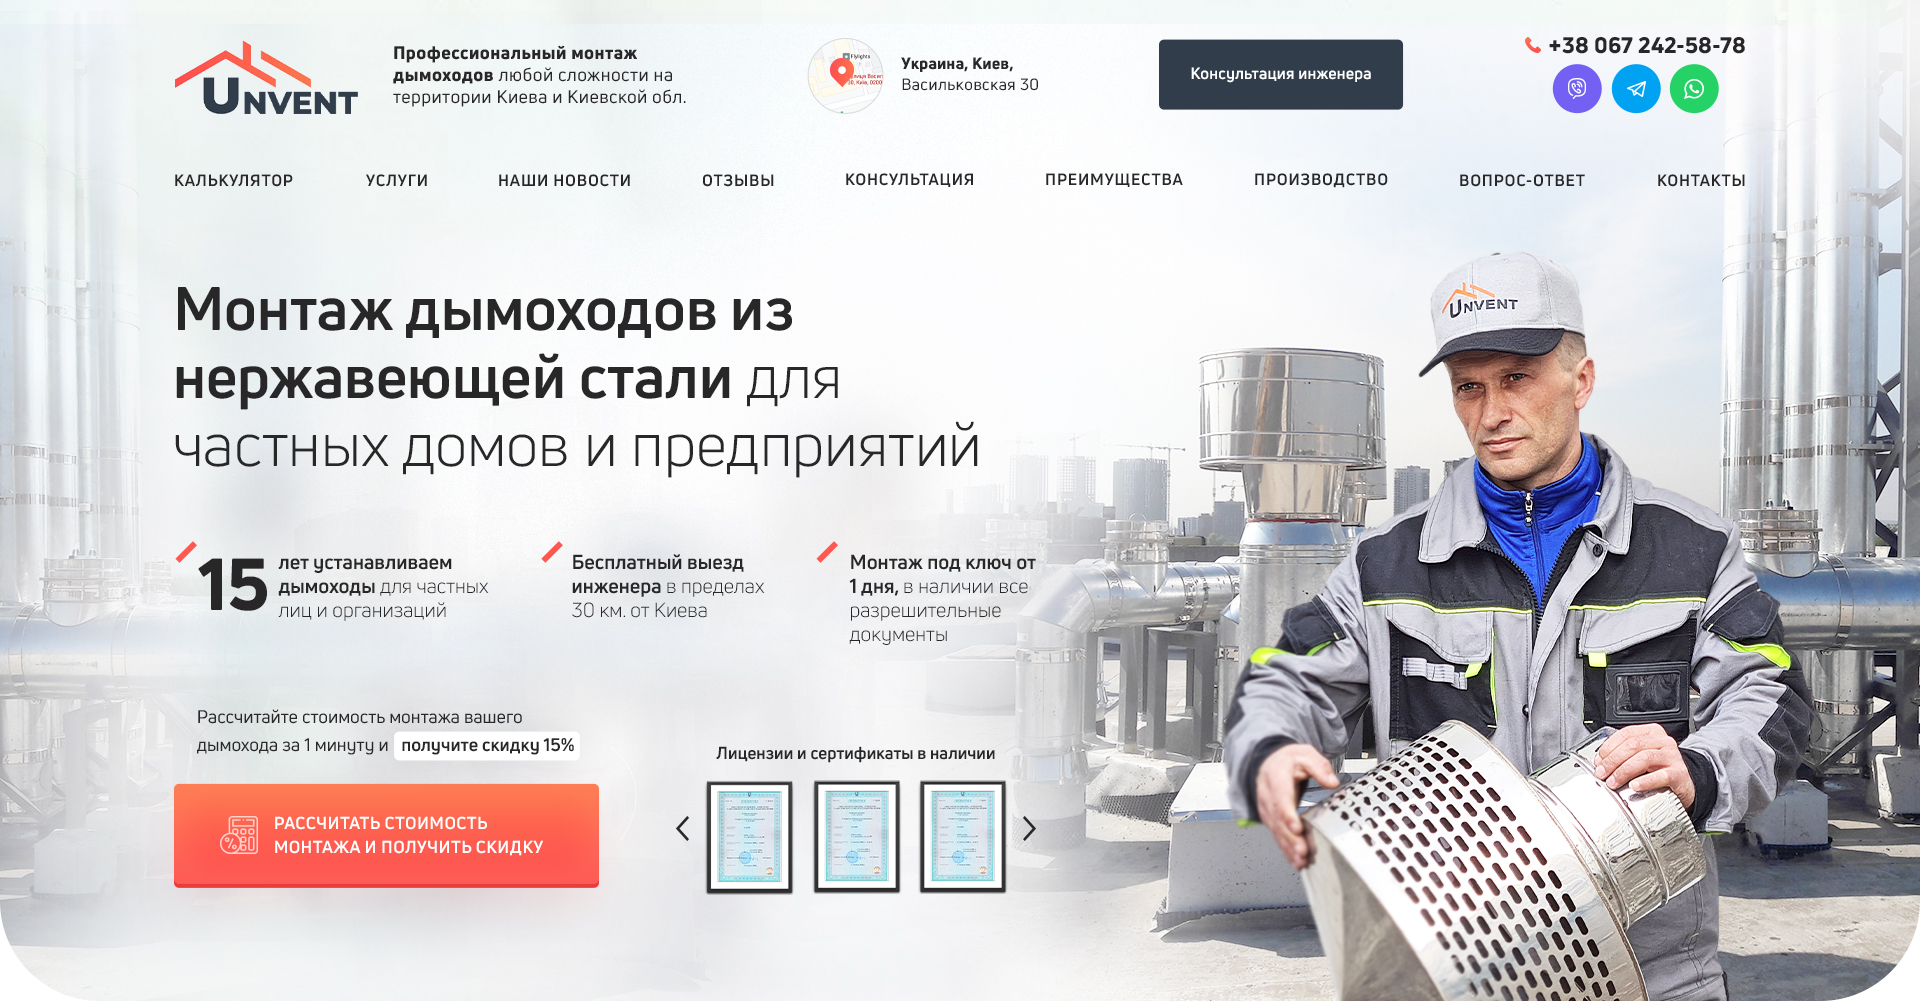 UNVENT
Профессиональный монтаж
дымоходов любой сложности на
территории Киева и Киевской обл.
Украина, Киев,
Васильковская 30
Консультация инженера
+38 067 242-58-78
КАЛЬКУЛЯТОР
УСЛУГИ
НАШИ НОВОСТИ
ОТЗЫВЫ
КОНСУЛЬТАЦИЯ
ПРЕИМУЩЕСТВА
ПРОИЗВОДСТВО
ВОПРОС-ОТВЕТ
КОНТАКТЫ
Монтаж дымоходов из
нержавеющей стали для
частных домов и предприятий
UNVENT
15
лет устанавливаем
дымоходы для частных
лиц и организаций
Бесплатный выезд
инженера в пределах
30 км. от Киева
Монтаж под ключ от
1 дня, в наличии все
разрешительные
документы
Рассчитайте стоимость монтажа вашего
дымохода за 1 минуту и получите скидку 15%
РАССЧИТАТЬ СТОИМОСТЬ
МОНТАЖА И ПОЛУЧИТЬ СКИДКУ
Лицензии и сертификаты в наличии